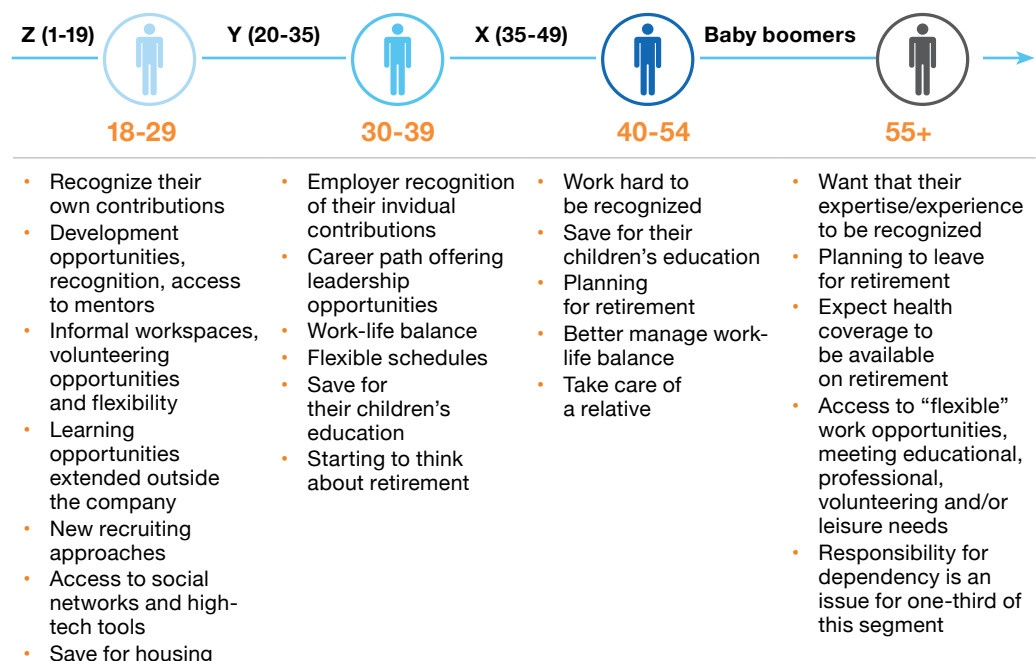 Z (1-19)
Y (20-35)
X (35-49)
Baby boomers
18-29
30-39
40-54
55+
• Recognize their
own contributions
• Development
opportunities,
recognition, access
to mentors
• Informal workspaces,
volunteering
opportunities
and flexibility
• Learning
opportunities
extended outside
the company
• New recruiting
approaches
• Access to social
networks and high-
tech tools
• Save for housing
• Employer recognition
of their invidual
contributions
• Career path offering
leadership
opportunities
• Work-life balance
• Flexible schedules
• Save for
their children’s
education
• Starting to think
about retirement
• Work hard to
be recognized
• Save for their
children’s education
• Planning
for retirement
• Better manage work-
life balance
• Take care of
a relative
• Want that their
expertise/experience
to be recognized
• Planning to leave
for retirement
• Expect health
coverage to
be available
on retirement
• Access to “flexible”
work opportunities,
meeting educational,
professional,
volunteering and/or
leisure needs
• Responsibility for
dependency is an
issue for one-third of
this segment